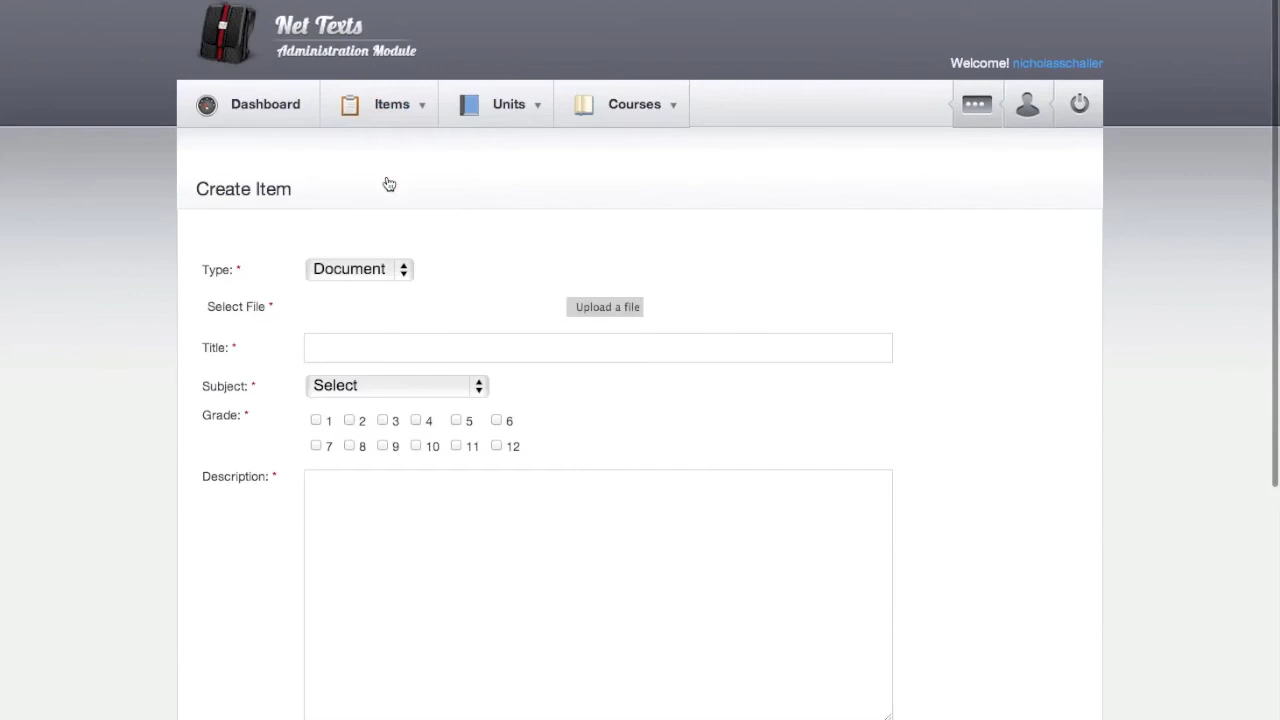 Net Texts
Administration Module
Welcome! nicholasschaller
Dashboard Items Units Courses
Create Item
Type: * Document
Select File * Upload a file
Title: *
Subject: * Select
Grade: * 1 2 3 4 5 6
7 8 9 10 11 12
Description: *